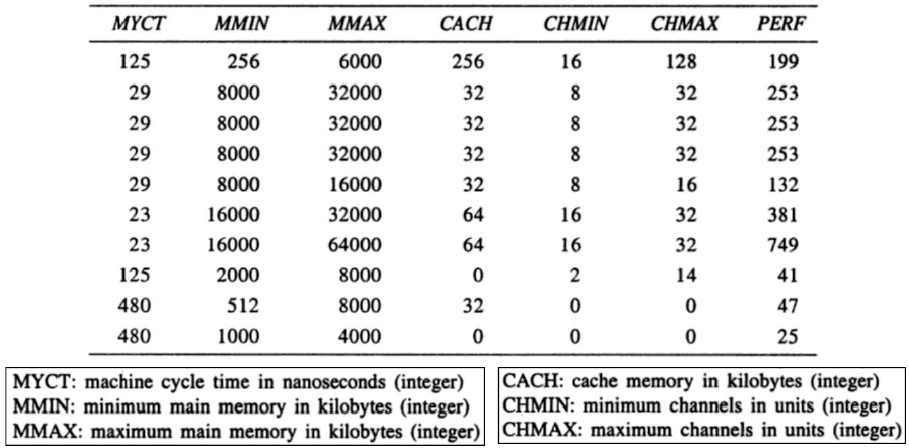 MYCT MMIN MMAX CACH CHMIN CHMAX PERF
125 256 6000 256 16 128 199
29 8000 32000 32 8 32 253
29 8000 32000 32 8 32 253
29 8000 32000 32 8 32 253
29 8000 16000 32 8 16 132
23 16000 32000 64 16 32 381
23 16000 64000 64 16 32 749
125 2000 8000 0 2 14 41
480 512 8000 32 0 0 47
480 1000 4000 0 0 0 25
MYCT: machine cycle time in nanoseconds (integer)
MMIN: minimum main memory in kilobytes (integer)
MMAX: maximum main memory in kilobytes (integer)
CACH: cache memory in kilobytes (integer)
CHMIN: minimum channels in units (integer)
CHMAX: maximum channels in units (integer)